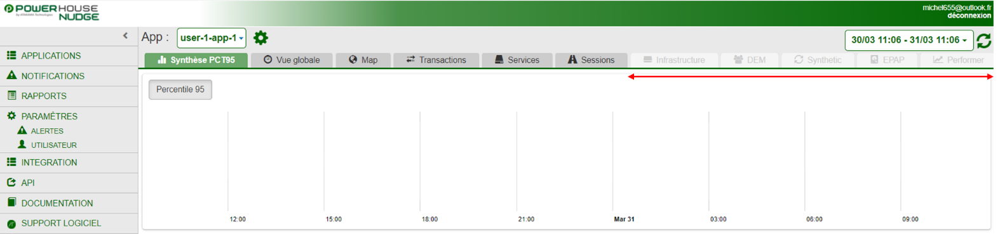 POWERHOUSE
by ATAKAMA Technologies
NUDGE
michel655@outlook.fr
déconnexion
App :
user-1-app-1
30/03 11:06 - 31/03 11:06
APPLICATIONS
NOTIFICATIONS
RAPPORTS
PARAMÈTRES
ALERTES
UTILISATEUR
INTEGRATION
API
DOCUMENTATION
SUPPORT LOGICIEL
Synthèse PCT95 Vue globale Map Transactions Services Sessions Infrastructure DEM Synthetic EPAP Performer
Percentile 95
12:00 15:00 18:00 21:00 Mar 31 03:00 06:00 09:00